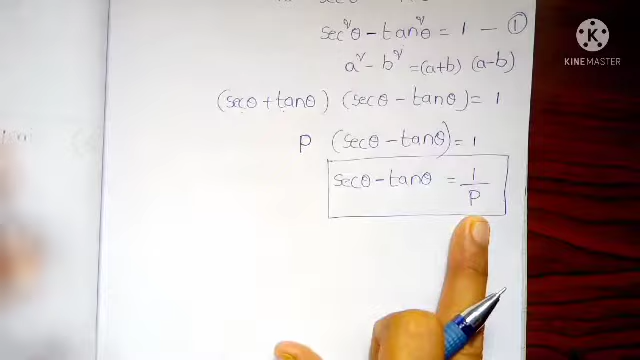 sec²θ - tan²θ = 1 — ①
a² - b² = (a+b) (a-b)
(secθ + tanθ) (secθ - tanθ) = 1
P (secθ - tanθ) = 1
secθ - tanθ = 1/P
K
KINEMASTER